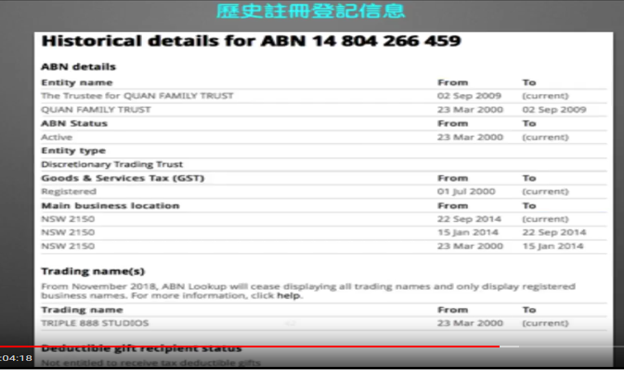 歷史註冊登記信息
Historical details for ABN 14 804 266 459
ABN details
Entity name From To
The Trustee for QUAN FAMILY TRUST 02 Sep 2009 (current)
QUAN FAMILY TRUST 23 Mar 2000 02 Sep 2009
ABN Status From To
Active 23 Mar 2000 (current)
Entity type
Discretionary Trading Trust
Goods & Services Tax (GST) From To
Registered 01 Jul 2000 (current)
Main business location From To
NSW 2150 22 Sep 2014 (current)
NSW 2150 15 Jan 2014 22 Sep 2014
NSW 2150 23 Mar 2000 15 Jan 2014
Trading name(s)
From November 2018, ABN Lookup will cease displaying all trading names and only display registered
business names. For more information, click help.
Trading name From To
TRIPLE 888 STUDIOS 23 Mar 2000 (current)
:04:18
Deductible gift recipient status
Not entitled to receive tax deductible gifts